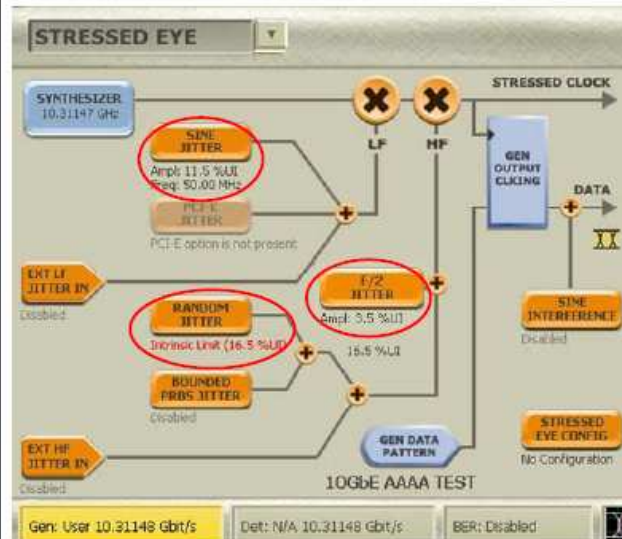 STRESSED EYE
SYNTHESIZER
10.31147 GHz
STRESSED CLOCK
LF
HF
SINE
JITTER
Ampl: 11.5 %UI
Freq: 50.00 MHz
GEN
OUTPUT
CLKING
DATA
PCI-E
JITTER
PCI-E option is not present
EXT LF
JITTER IN
Disabled
F/2
JITTER
Ampl: 3.5 %UI
RANDOM
JITTER
Intrinsic Limit (16.5 %UI)
16.5 %UI
SINE
INTERFERENCE
Disabled
BOUNDED
PRBS JITTER
Disabled
EXT HF
JITTER IN
Disabled
GEN DATA
PATTERN
10GbE AAAA TEST
STRESSED
EYE CONFIG
No Configuration
Gen: User 10.31148 Gbit/s
Det: N/A 10.31148 Gbit/s
BER: Disabled